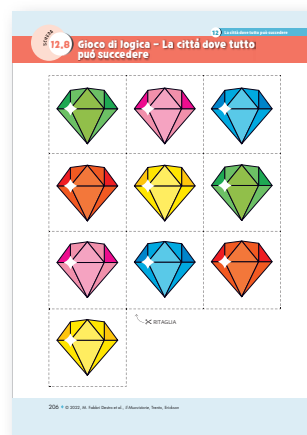 12 La città dove tutto può succedere
SCHEDA 12.8 Gioco di logica – La città dove tutto
può succedere
RITAGLIA
206 • © 2022, M. Fabbri Destro et al., Il Maestrone, Trento, Erickson